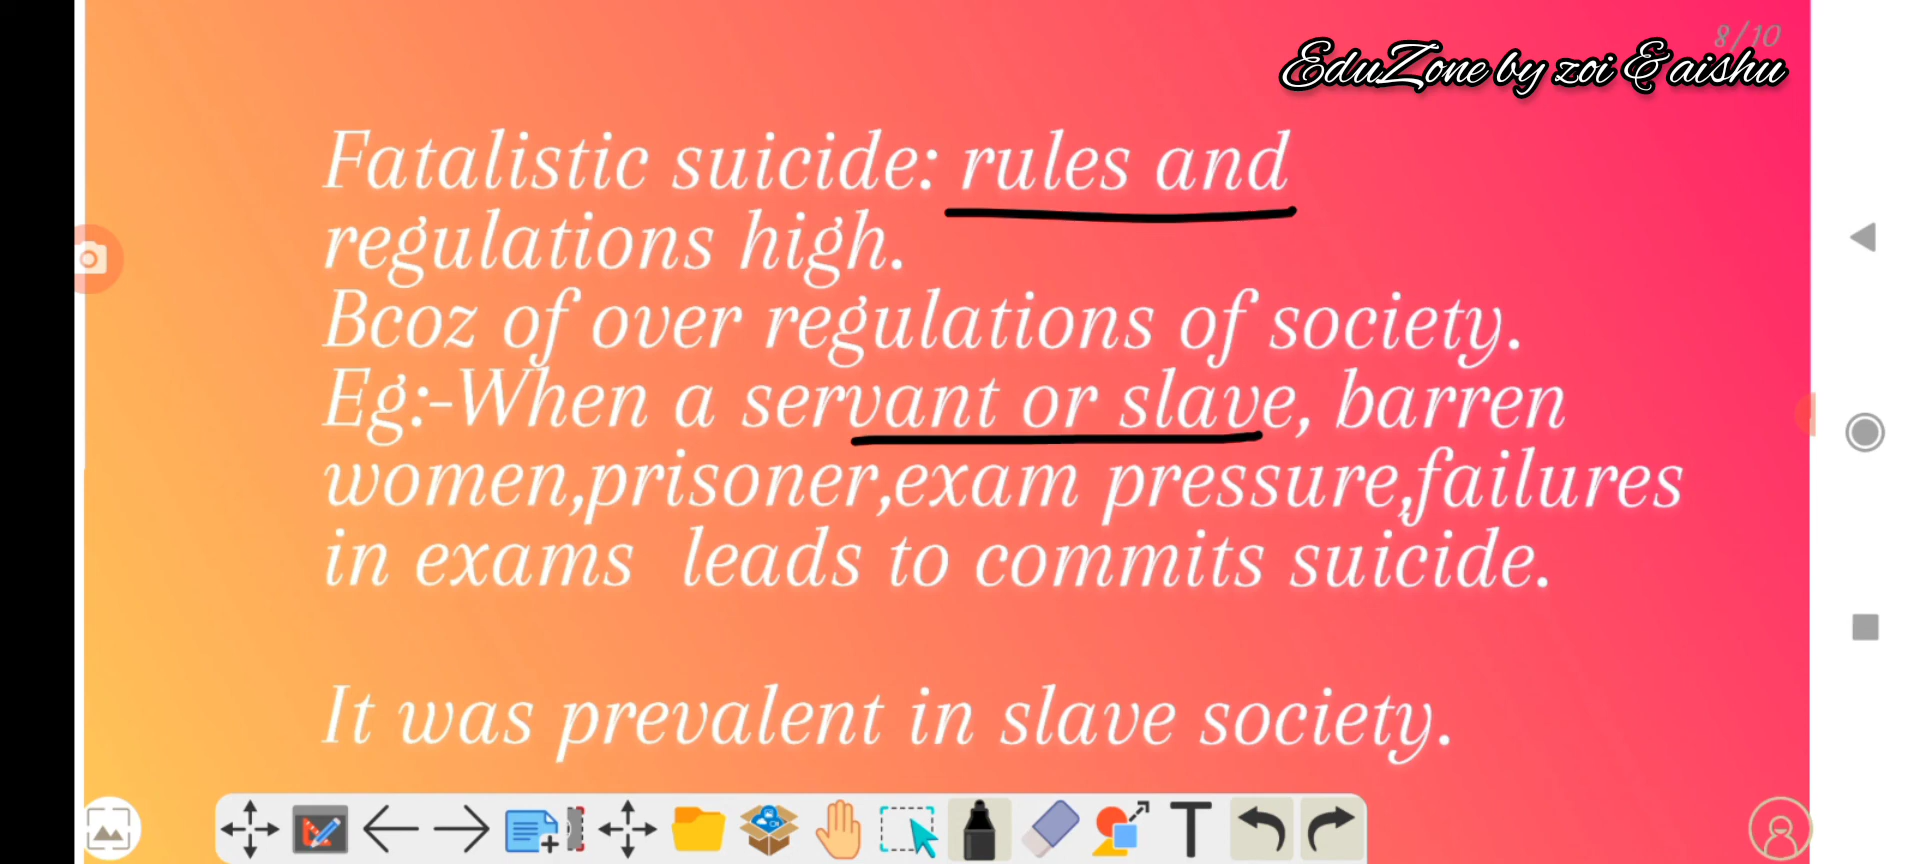 8/10
EduZone by zoi & aishu
Fatalistic suicide: rules and
regulations high.
Bcoz of over regulations of society.
Eg:-When a servant or slave, barren
women,prisoner,exam pressure,failures
in exams  leads to commits suicide.
It was prevalent in slave society.